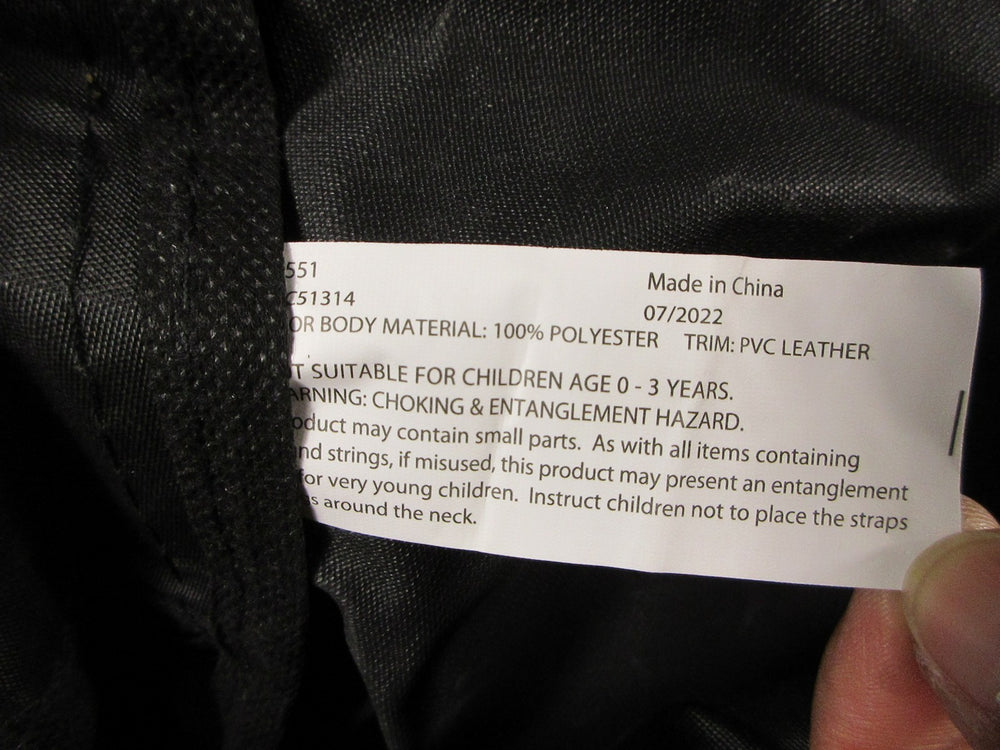 551 Made in China
C51314 07/2022
OR BODY MATERIAL: 100% POLYESTER TRIM: PVC LEATHER
T SUITABLE FOR CHILDREN AGE 0 - 3 YEARS.
ARNING: CHOKING & ENTANGLEMENT HAZARD.
oduct may contain small parts. As with all items containing
nd strings, if misused, this product may present an entanglement
for very young children. Instruct children not to place the straps
s around the neck.